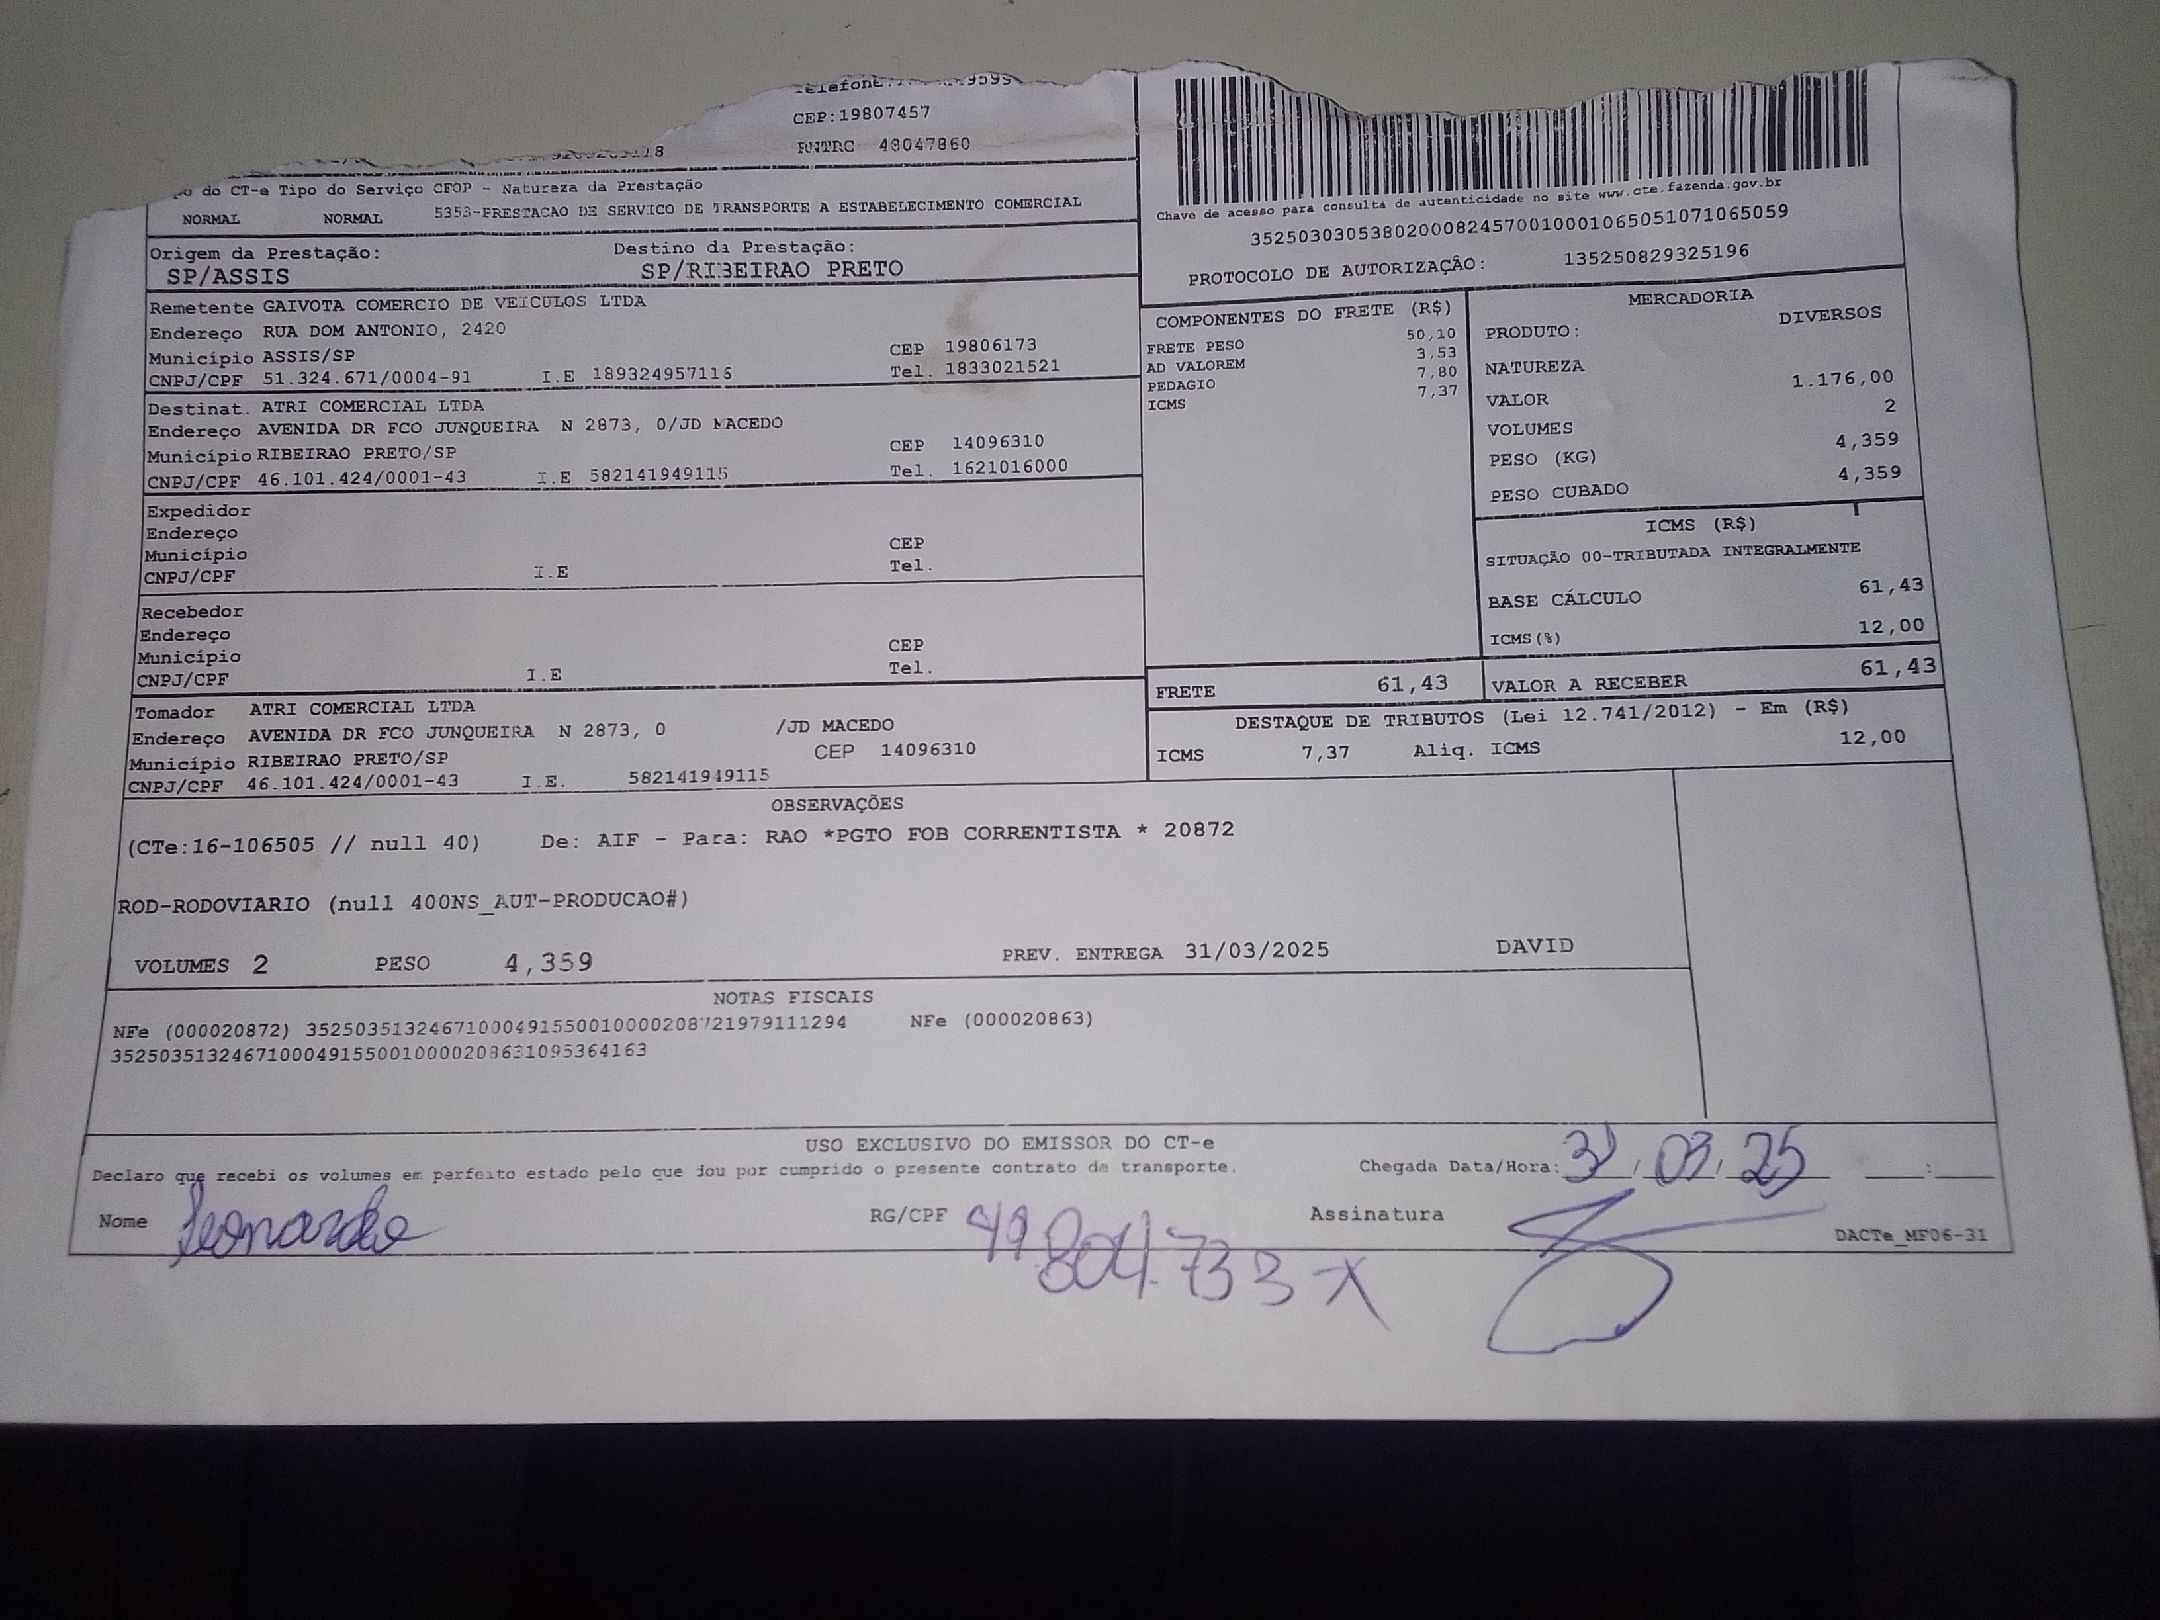 CEP:19807457
RNTRC 48047860
do CT-e Tipo do Serviço CFOP - Natureza da Prestação
NORMAL NORMAL 5353-PRESTACAO DE SERVICO DE TRANSPORTE A ESTABELECIMENTO COMERCIAL
Chave de acesso para consulta de autenticidade no site www.cte.fazenda.gov.br
35250303053802000824570010001065051071065059
PROTOCOLO DE AUTORIZAÇÂO: 135250829325196
Origem da Prestação: Destino da Prestação:
SP/ASSIS SP/RIBEIRAO PRETO
Remetente GAIVOTA COMERCIO DE VEICULOS LTDA
Endereço RUA DOM ANTONIO, 2420
Município ASSIS/SP CEP 19806173
CNPJ/CPF 51.324.671/0004-91 I.E 189324957116 Tel. 1833021521
Destinat. ATRI COMERCIAL LTDA
Endereço AVENIDA DR FCO JUNQUEIRA N 2873, 0/JD MACEDO
Município RIBEIRAO PRETO/SP CEP 14096310
CNPJ/CPF 46.101.424/0001-43 I.E 582141949115 Tel. 1621016000
Expedidor
Endereço
Município CEP
CNPJ/CPF I.E Tel.
Recebedor
Endereço
Município CEP
CNPJ/CPF I.E Tel.
Tomador ATRI COMERCIAL LTDA
Endereço AVENIDA DR FCO JUNQUEIRA N 2873, 0 /JD MACEDO
Município RIBEIRAO PRETO/SP CEP 14096310
CNPJ/CPF 46.101.424/0001-43 I.E. 582141949115
COMPONENTES DO FRETE (R$)
FRETE PESO 50,10
AD VALOREM 3,53
PEDAGIO 7,80
ICMS 7,37
MERCADORIA
PRODUTO: DIVERSOS
NATUREZA
VALOR 1.176,00
VOLUMES 2
PESO (KG) 4,359
PESO CUBADO 4,359
ICMS (R$)
SITUAÇÃO 00-TRIBUTADA INTEGRALMENTE
BASE CÁLCULO 61,43
ICMS(%) 12,00
FRETE 61,43 VALOR A RECEBER 61,43
DESTAQUE DE TRIBUTOS (Lei 12.741/2012) - Em (R$)
ICMS 7,37 Aliq. ICMS 12,00
OBSERVAÇÕES
(CTe:16-106505 // null 40) De: AIF - Para: RAO *PGTO FOB CORRENTISTA * 20872
ROD-RODOVIARIO (null 400NS_AUT-PRODUCAO#)
VOLUMES 2 PESO 4,359 PREV. ENTREGA 31/03/2025 DAVID
NOTAS FISCAIS
NFe (000020872) 35250351324671000491550010000208721979111294 NFe (000020863)
35250351324671000491550010000208631095364163
USO EXCLUSIVO DO EMISSOR DO CT-e
Declaro que recebi os volumes em perfeito estado pelo que dou por cumprido o presente contrato de transporte. Chegada Data/Hora: 31/03/25 :
Nome Leonardo RG/CPF 49804.733 X Assinatura DACTe_MF06-31